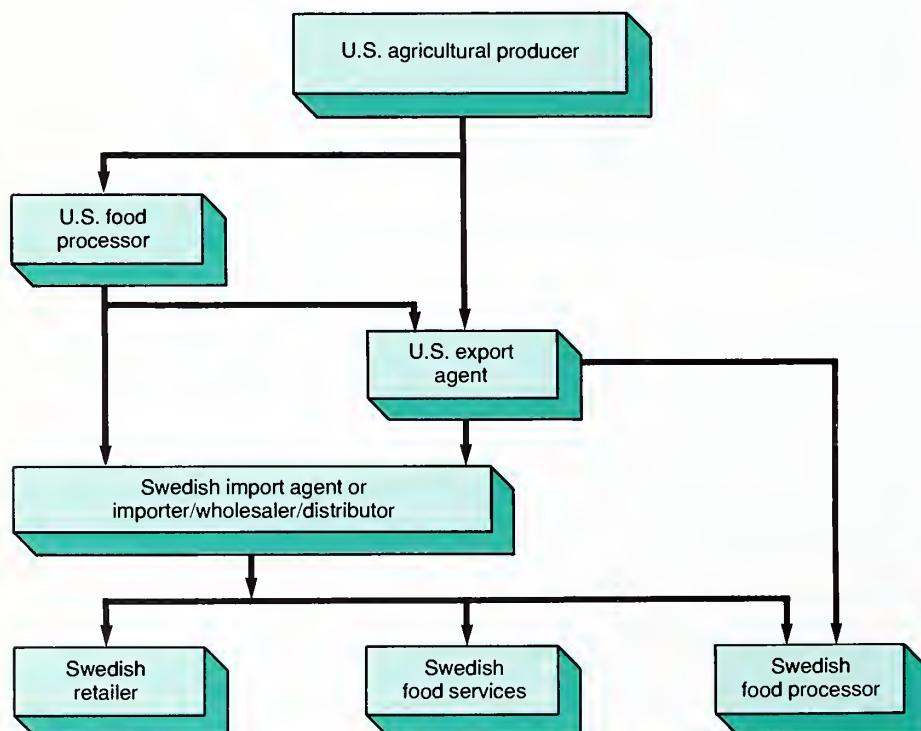 U.S. agricultural producer
U.S. food
processor
U.S. export
agent
Swedish import agent or
importer/wholesaler/distributor
Swedish
retailer
Swedish
food services
Swedish
food processor